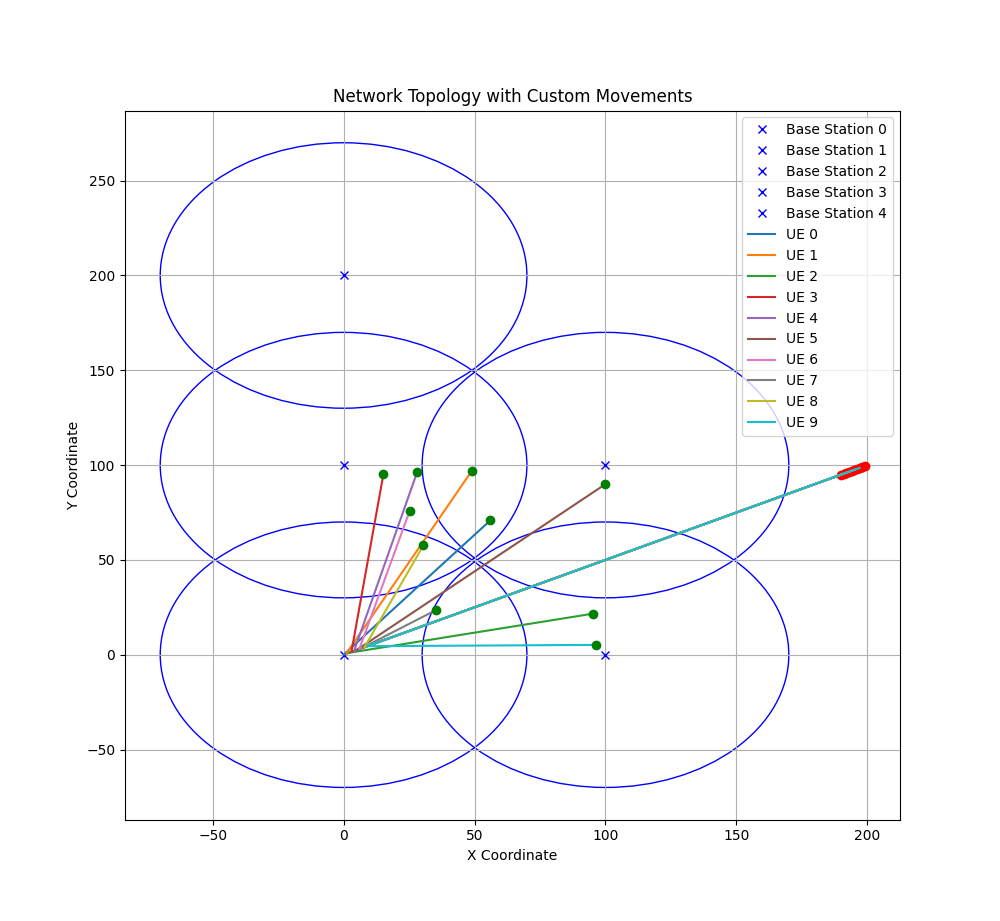 Network Topology with Custom Movements
Base Station 0
Base Station 1
Base Station 2
Base Station 3
Base Station 4
UE 0
UE 1
UE 2
UE 3
UE 4
UE 5
UE 6
UE 7
UE 8
UE 9
250
200
150
100
50
0
−50
Y Coordinate
−50
0
50
100
150
200
X Coordinate